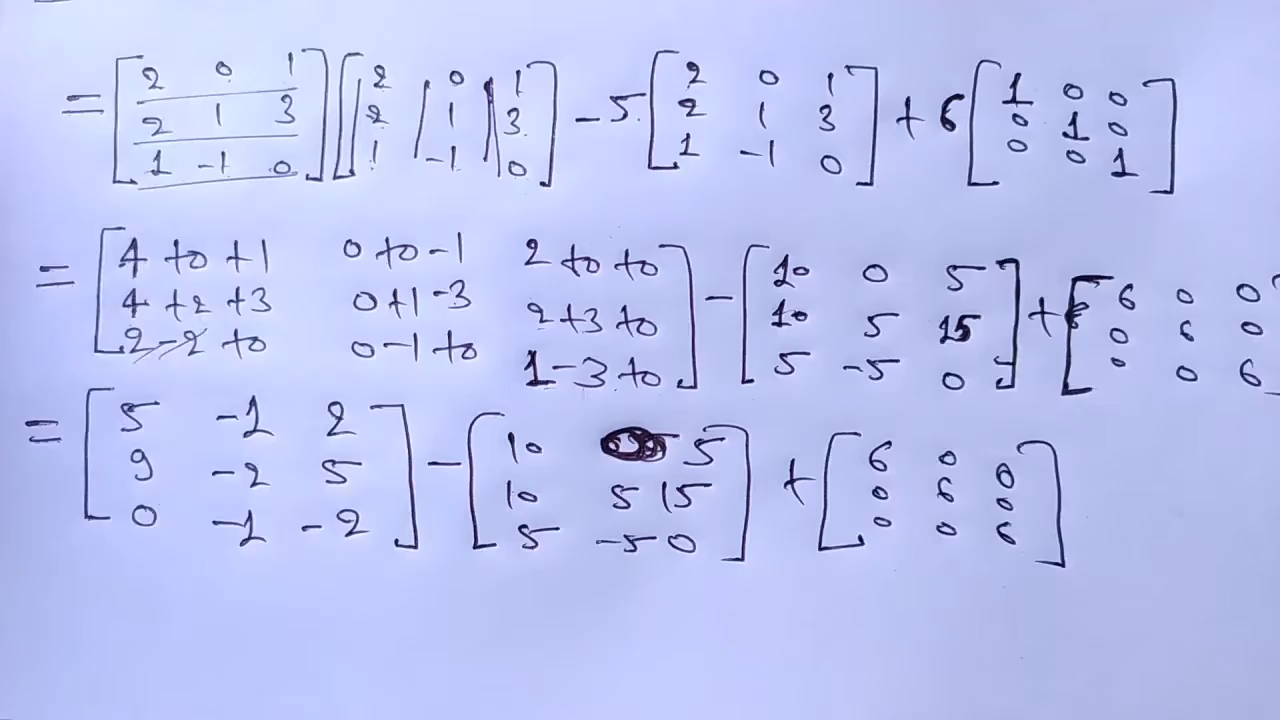 = [2 0 1] [2 0 1] - 5 [2 0 1] + 6 [1 0 0]
[2 1 3] [2 1 3] [2 1 3] [0 1 0]
[1 -1 0] [1 -1 0] [1 -1 0] [0 0 1]
= [4+0+1 0+0-1 2+0+0] - [10 0 5] + [6 0 0]
[4+2+3 0+1-3 2+3+0] [10 5 15] [0 6 0]
[2-2+0 0-1+0 1-3+0] [5 -5 0] [0 0 6]
= [5 -1 2] - [10 5] + [6 0 0]
[9 -2 5] [10 5 15] [0 6 0]
[0 -1 -2] [5 -5 0] [0 0 6]